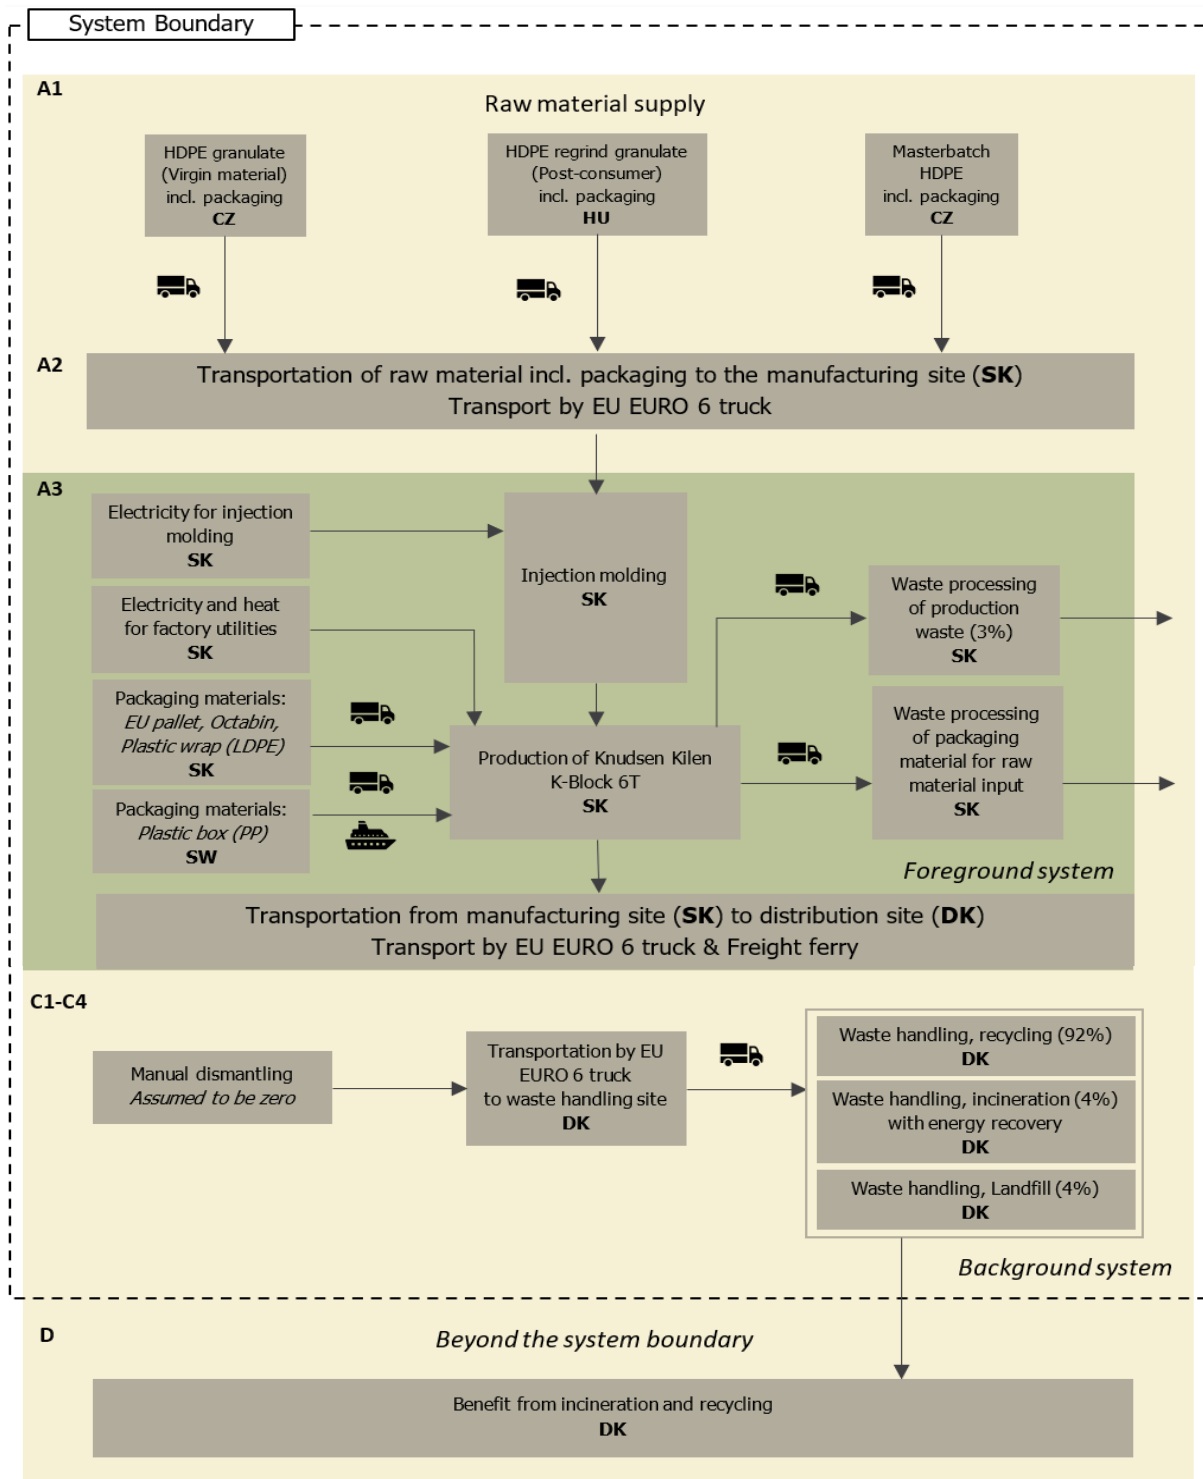 System Boundary
A1
Raw material supply
HDPE granulate
(Virgin material)
incl. packaging
CZ
HDPE regrind granulate
(Post-consumer)
incl. packaging
HU
Masterbatch
HDPE
incl. packaging
CZ
A2
Transportation of raw material incl. packaging to the manufacturing site (SK)
Transport by EU EURO 6 truck
A3
Electricity for injection
molding
SK
Injection molding
SK
Electricity and heat
for factory utilities
SK
Waste processing
of production
waste (3%)
SK
Packaging materials:
EU pallet, Octabin,
Plastic wrap (LDPE)
SK
Production of Knudsen Kilen
K-Block 6T
SK
Waste processing
of packaging
material for raw
material input
SK
Packaging materials:
Plastic box (PP)
SW
Foreground system
Transportation from manufacturing site (SK) to distribution site (DK)
Transport by EU EURO 6 truck & Freight ferry
C1-C4
Manual dismantling
Assumed to be zero
Transportation by EU
EURO 6 truck
to waste handling site
DK
Waste handling, recycling (92%)
DK
Waste handling, incineration (4%)
with energy recovery
DK
Waste handling, Landfill (4%)
DK
Background system
D
Beyond the system boundary
Benefit from incineration and recycling
DK